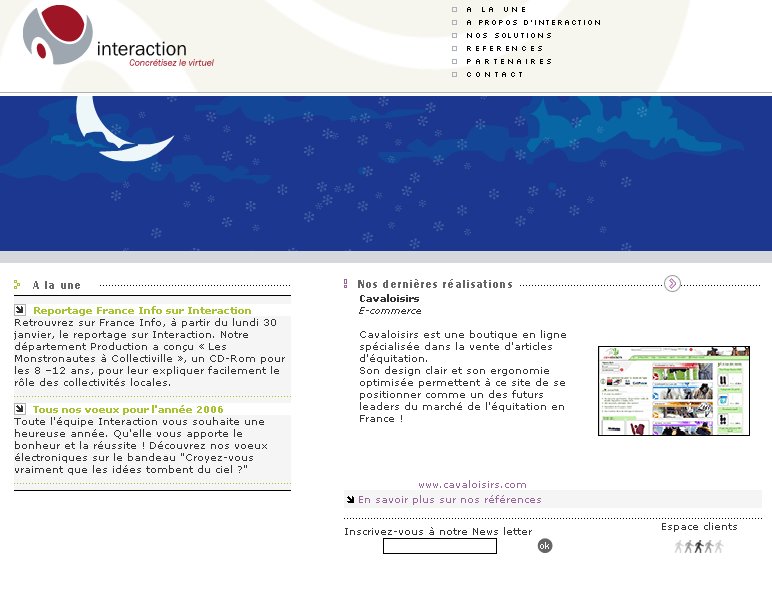 interaction
Concrétisez le virtuel
A LA UNE
A PROPOS D'INTERACTION
NOS SOLUTIONS
REFERENCES
PARTENAIRES
CONTACT
A la une
Reportage France Info sur Interaction
Retrouvez sur France Info, à partir du lundi 30
janvier, le reportage sur Interaction. Notre
département Production a conçu « Les
Monstronautes à Collectiville », un CD-Rom pour
les 8 -12 ans, pour leur expliquer facilement le
rôle des collectivités locales.
Tous nos voeux pour l'année 2006
Toute l'équipe Interaction vous souhaite une
heureuse année. Qu'elle vous apporte le
bonheur et la réussite ! Découvrez nos voeux
électroniques sur le bandeau "Croyez-vous
vraiment que les idées tombent du ciel ?"
Nos dernières réalisations
Cavaloisirs
E-commerce
Cavaloisirs est une boutique en ligne
spécialisée dans la vente d'articles
d'équitation.
Son design clair et son ergonomie
optimisée permettent à ce site de se
positionner comme un des futurs
leaders du marché de l'équitation en
France !
www.cavaloisirs.com
En savoir plus sur nos références
Inscrivez-vous à notre News letter
ok
Espace clients